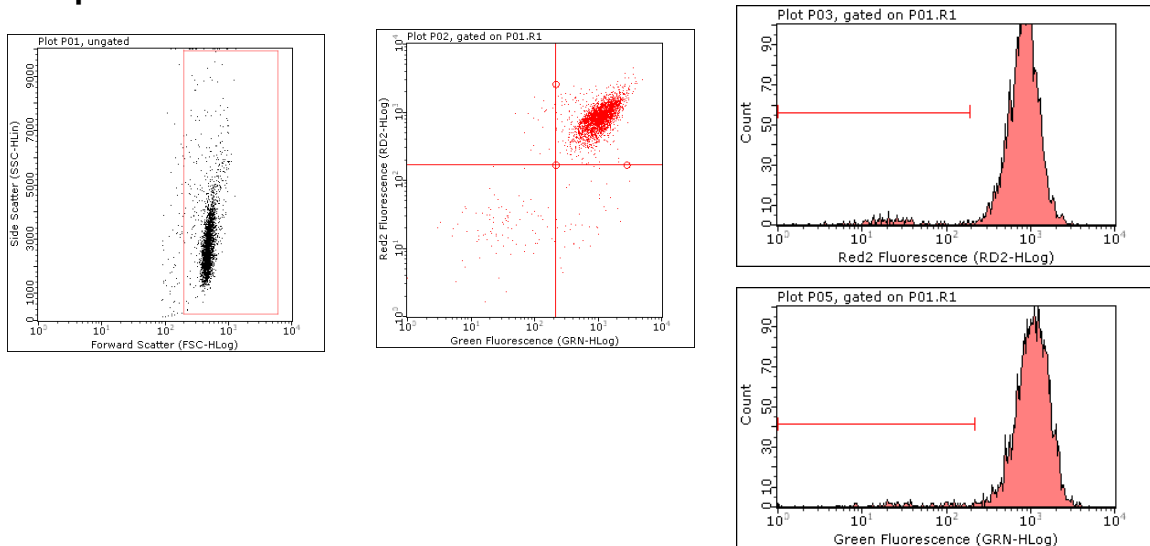 Plot P01, ungated
Side Scatter (SSC-HLin)
0 1000 3000 5000 7000 9000
10⁰ 10¹ 10² 10³ 10⁴
Forward Scatter (FSC-HLog)
Plot P02, gated on P01.R1
Red2 Fluorescence (RD2-HLog)
10⁰ 10¹ 10² 10³ 10⁴
10⁰ 10¹ 10² 10³ 10⁴
Green Fluorescence (GRN-HLog)
Plot P03, gated on P01.R1
Count
0 10 30 50 70 90
10⁰ 10¹ 10² 10³ 10⁴
Red2 Fluorescence (RD2-HLog)
Plot P05, gated on P01.R1
Count
0 10 30 50 70 90
10⁰ 10¹ 10² 10³ 10⁴
Green Fluorescence (GRN-HLog)